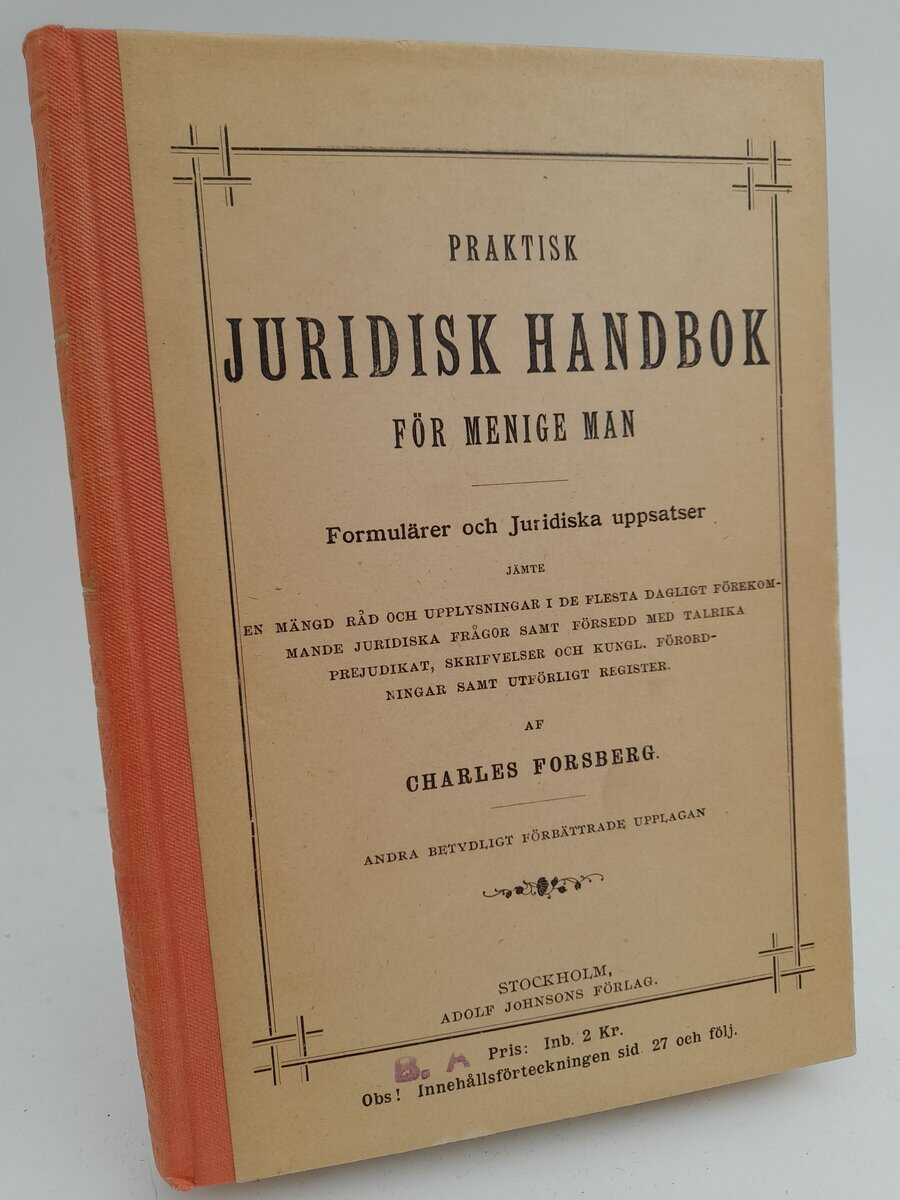 PRAKTISK
JURIDISK HANDBOK
FÖR MENIGE MAN
Formulärer och Juridiska uppsatser
JÄMTE
EN MÄNGD RÅD OCH UPPLYSNINGAR I DE FLESTA DAGLIGT FÖREKOM-
MANDE JURIDISKA FRÅGOR SAMT FÖRSEDD MED TALRIKA
PREJUDIKAT, SKRIFVELSER OCH KUNGL. FÖRORD-
NINGAR SAMT UTFÖRLIGT REGISTER.
AF
CHARLES FORSBERG.
ANDRA BETYDLIGT FÖRBÄTTRADE UPPLAGAN
STOCKHOLM,
ADOLF JOHNSONS FÖRLAG.
B. A Pris: Inb. 2 Kr.
Obs! Innehållsförteckningen sid 27 och följ.